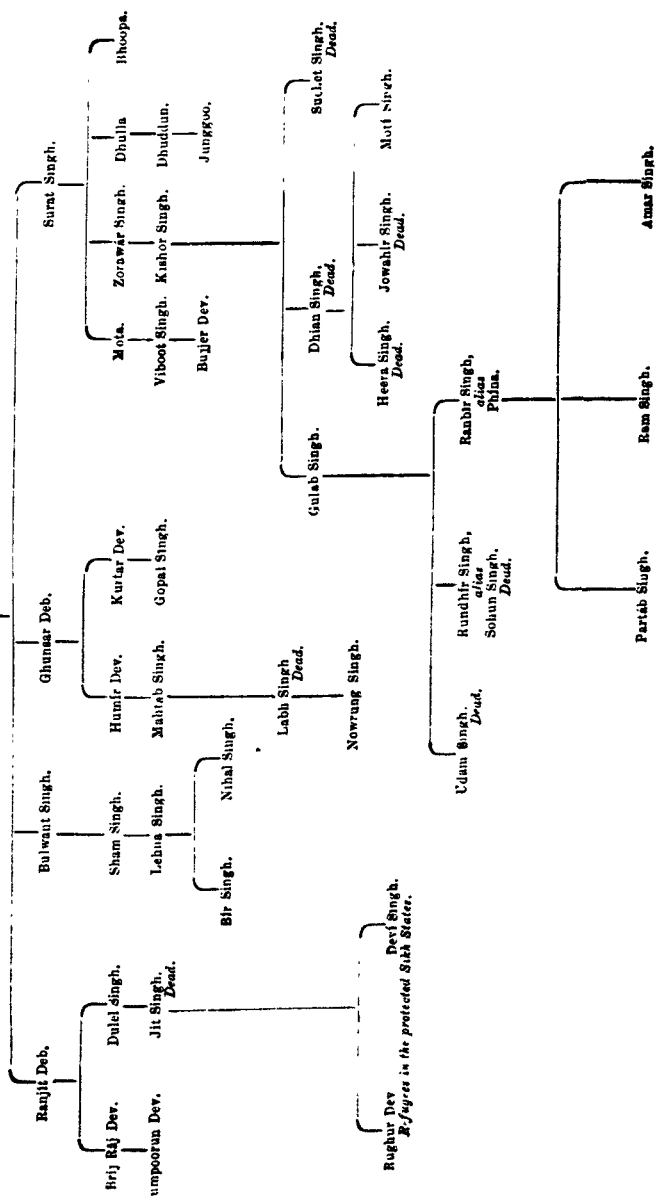 Ranjit Deb.
Bulwant Singh.
Ghunsar Deb.
Surat Singh.
Brij Ráj Dev.
Dulel Singh.
Sham Singh.
Humír Dev.
Kurtar Dev.
Mota.
Zorawar Singh.
Dhulla
Bhoopa.
umpoorun Dev.
Jit Singh.
Dead.
Lehna Singh.
Mahtab Singh.
Gopal Singh.
Viboot Singh.
Kishor Singh.
Dhuddun.
Bir Singh.
Nihal Singh.
Bujjer Dev.
Junggoo.
Labh Singh
Dead.
Gulab Singh.
Dhian Singh,
Dead.
Suchet Singh.
Dead.
Nowrung Singh.
Heera Singh.
Dead.
Jowahir Singh.
Dead.
Moti Singh.
Rughur Dev
Devi Singh.
R-fugees in the protected Sikh States.
Udam Singh.
Dead.
Rundhir Singh,
alias
Sohun Singh.
Dead.
Ranbir Singh,
alias
Phina.
Partáb Singh.
Ram Singh.
Amar Singh.